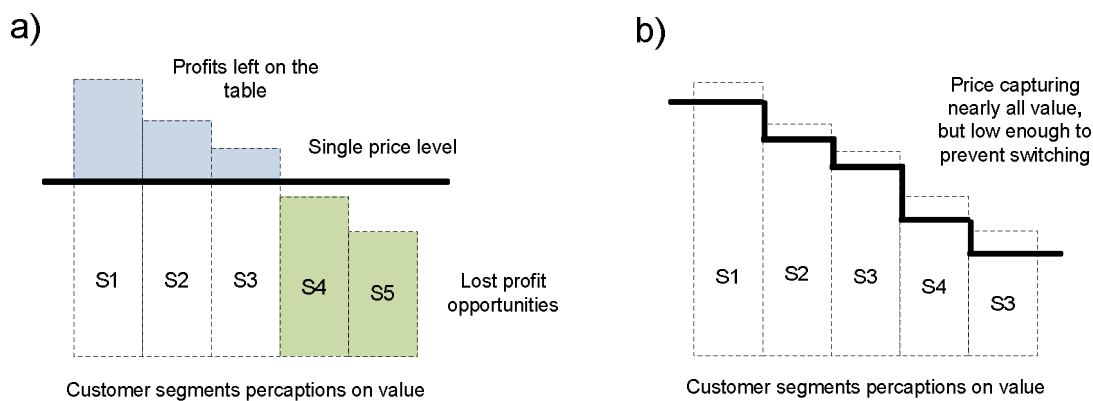 a)
Profits left on the
table
Single price level
S1
S2
S3
S4
S5
Lost profit
opportunities
Customer segments percaptions on value
b)
Price capturing
nearly all value,
but low enough to
prevent switching
S1
S2
S3
S4
S3
Customer segments percaptions on value